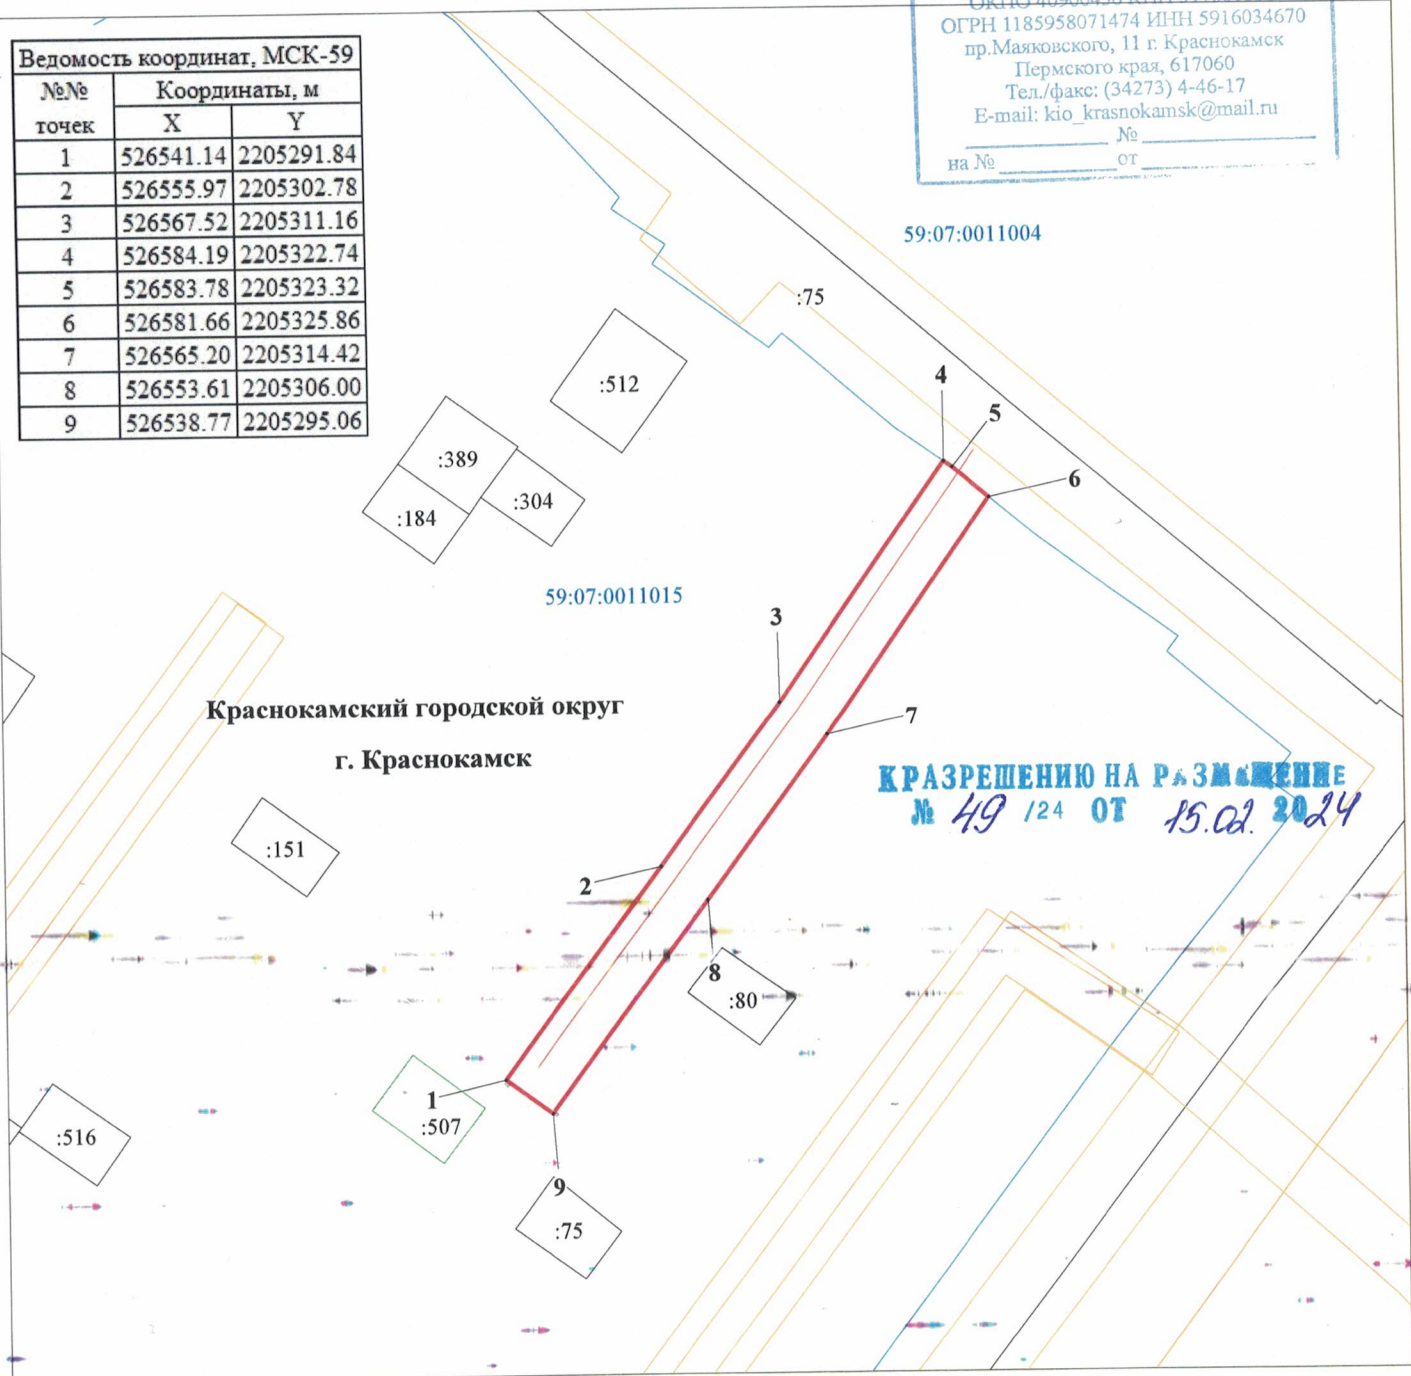 Ведомость координат, МСК-59
№№ точек Координаты, м
X Y
1 526541.14 2205291.84
2 526555.97 2205302.78
3 526567.52 2205311.16
4 526584.19 2205322.74
5 526583.78 2205323.32
6 526581.66 2205325.86
7 526565.20 2205314.42
8 526553.61 2205306.00
9 526538.77 2205295.06
ОГРН 1185958071474 ИНН 5916034670
пр.Маяковского, 11 г. Краснокамск
Пермского края, 617060
Тел./факс: (34273) 4-46-17
E-mail: kio_krasnokamsk@mail.ru
№
на № от
59:07:0011004
:75
:512
4
5
:389
6
:304
:184
59:07:0011015
3
Краснокамский городской округ
7
г. Краснокамск
К РАЗРЕШЕНИЮ НА РАЗМЕЩЕНИЕ
№ 49 /24 ОТ 15.02. 2024
:151
2
8
:80
1
:507
:516
9
:75